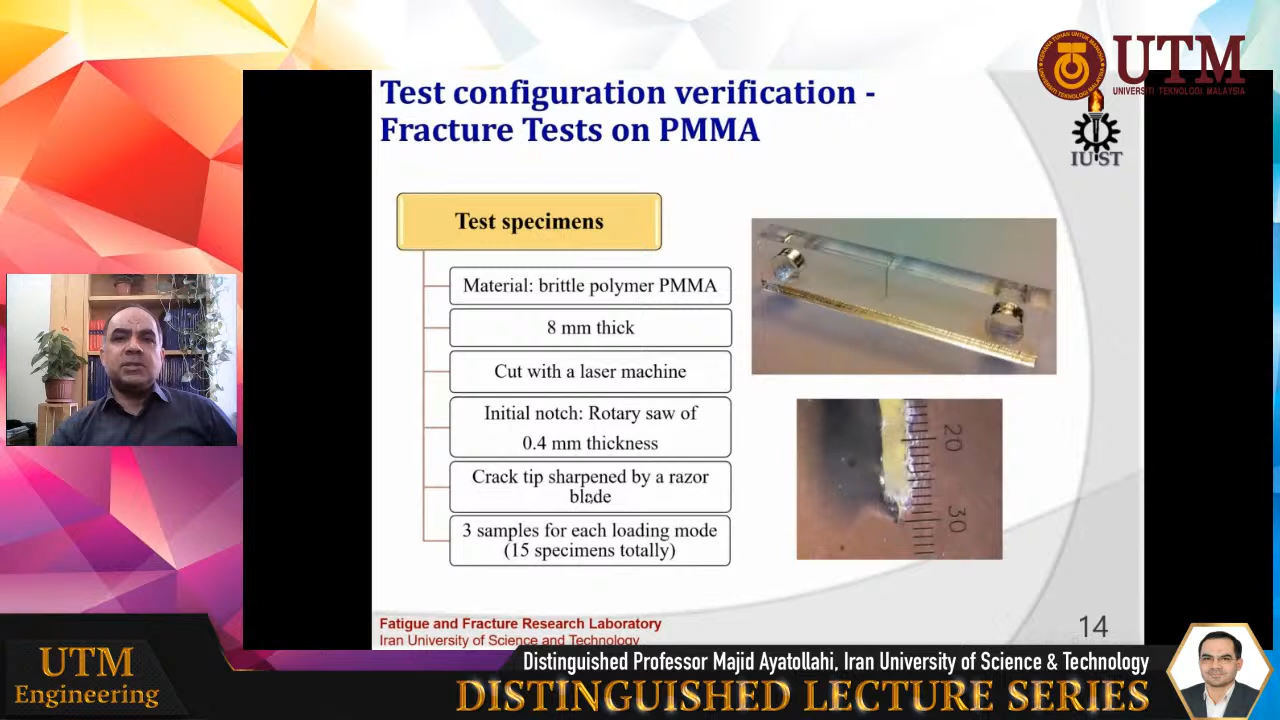 UTM
UNIVERSITI TEKNOLOGI MALAYSIA
IUST
Test configuration verification -
Fracture Tests on PMMA
Test specimens
Material: brittle polymer PMMA
8 mm thick
Cut with a laser machine
Initial notch: Rotary saw of
0.4 mm thickness
Crack tip sharpened by a razor
blade
3 samples for each loading mode
(15 specimens totally)
20
30
Fatigue and Fracture Research Laboratory
Iran University of Science and Technology
14
UTM
Engineering
Distinguished Professor Majid Ayatollahi, Iran University of Science & Technology
DISTINGUISHED LECTURE SERIES